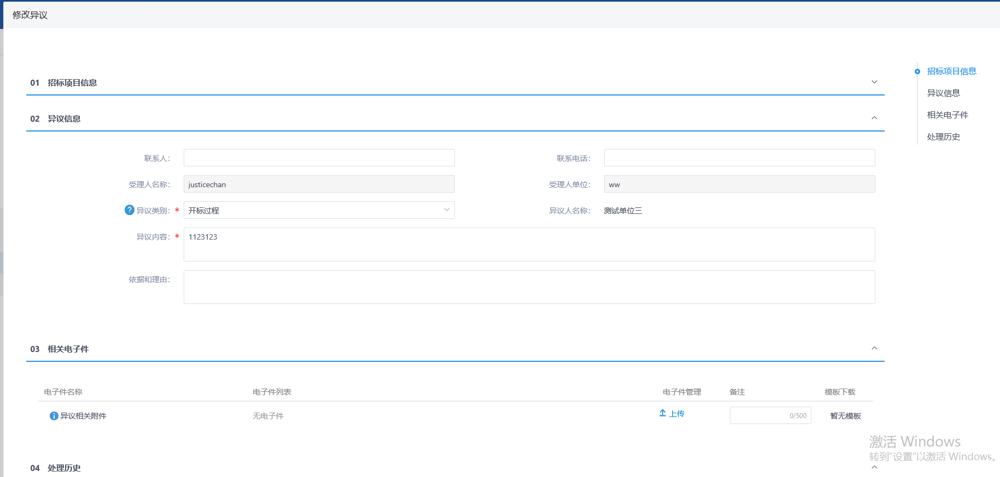 修改异议
01 招标项目信息
招标项目信息
异议信息
相关电子件
处理历史
02 异议信息
联系人：
联系电话：
受理人名称： justicechan
受理人单位： ww
? 异议类别： * 开标过程
异议人名称： 测试单位三
异议内容： * 1123123
依据和理由：
03 相关电子件
电子件名称 电子件列表 电子件管理 备注 模板下载
异议相关附件 无电子件 上传 0/500 暂无模板
激活 Windows
转到“设置”以激活 Windows。
04 处理历史